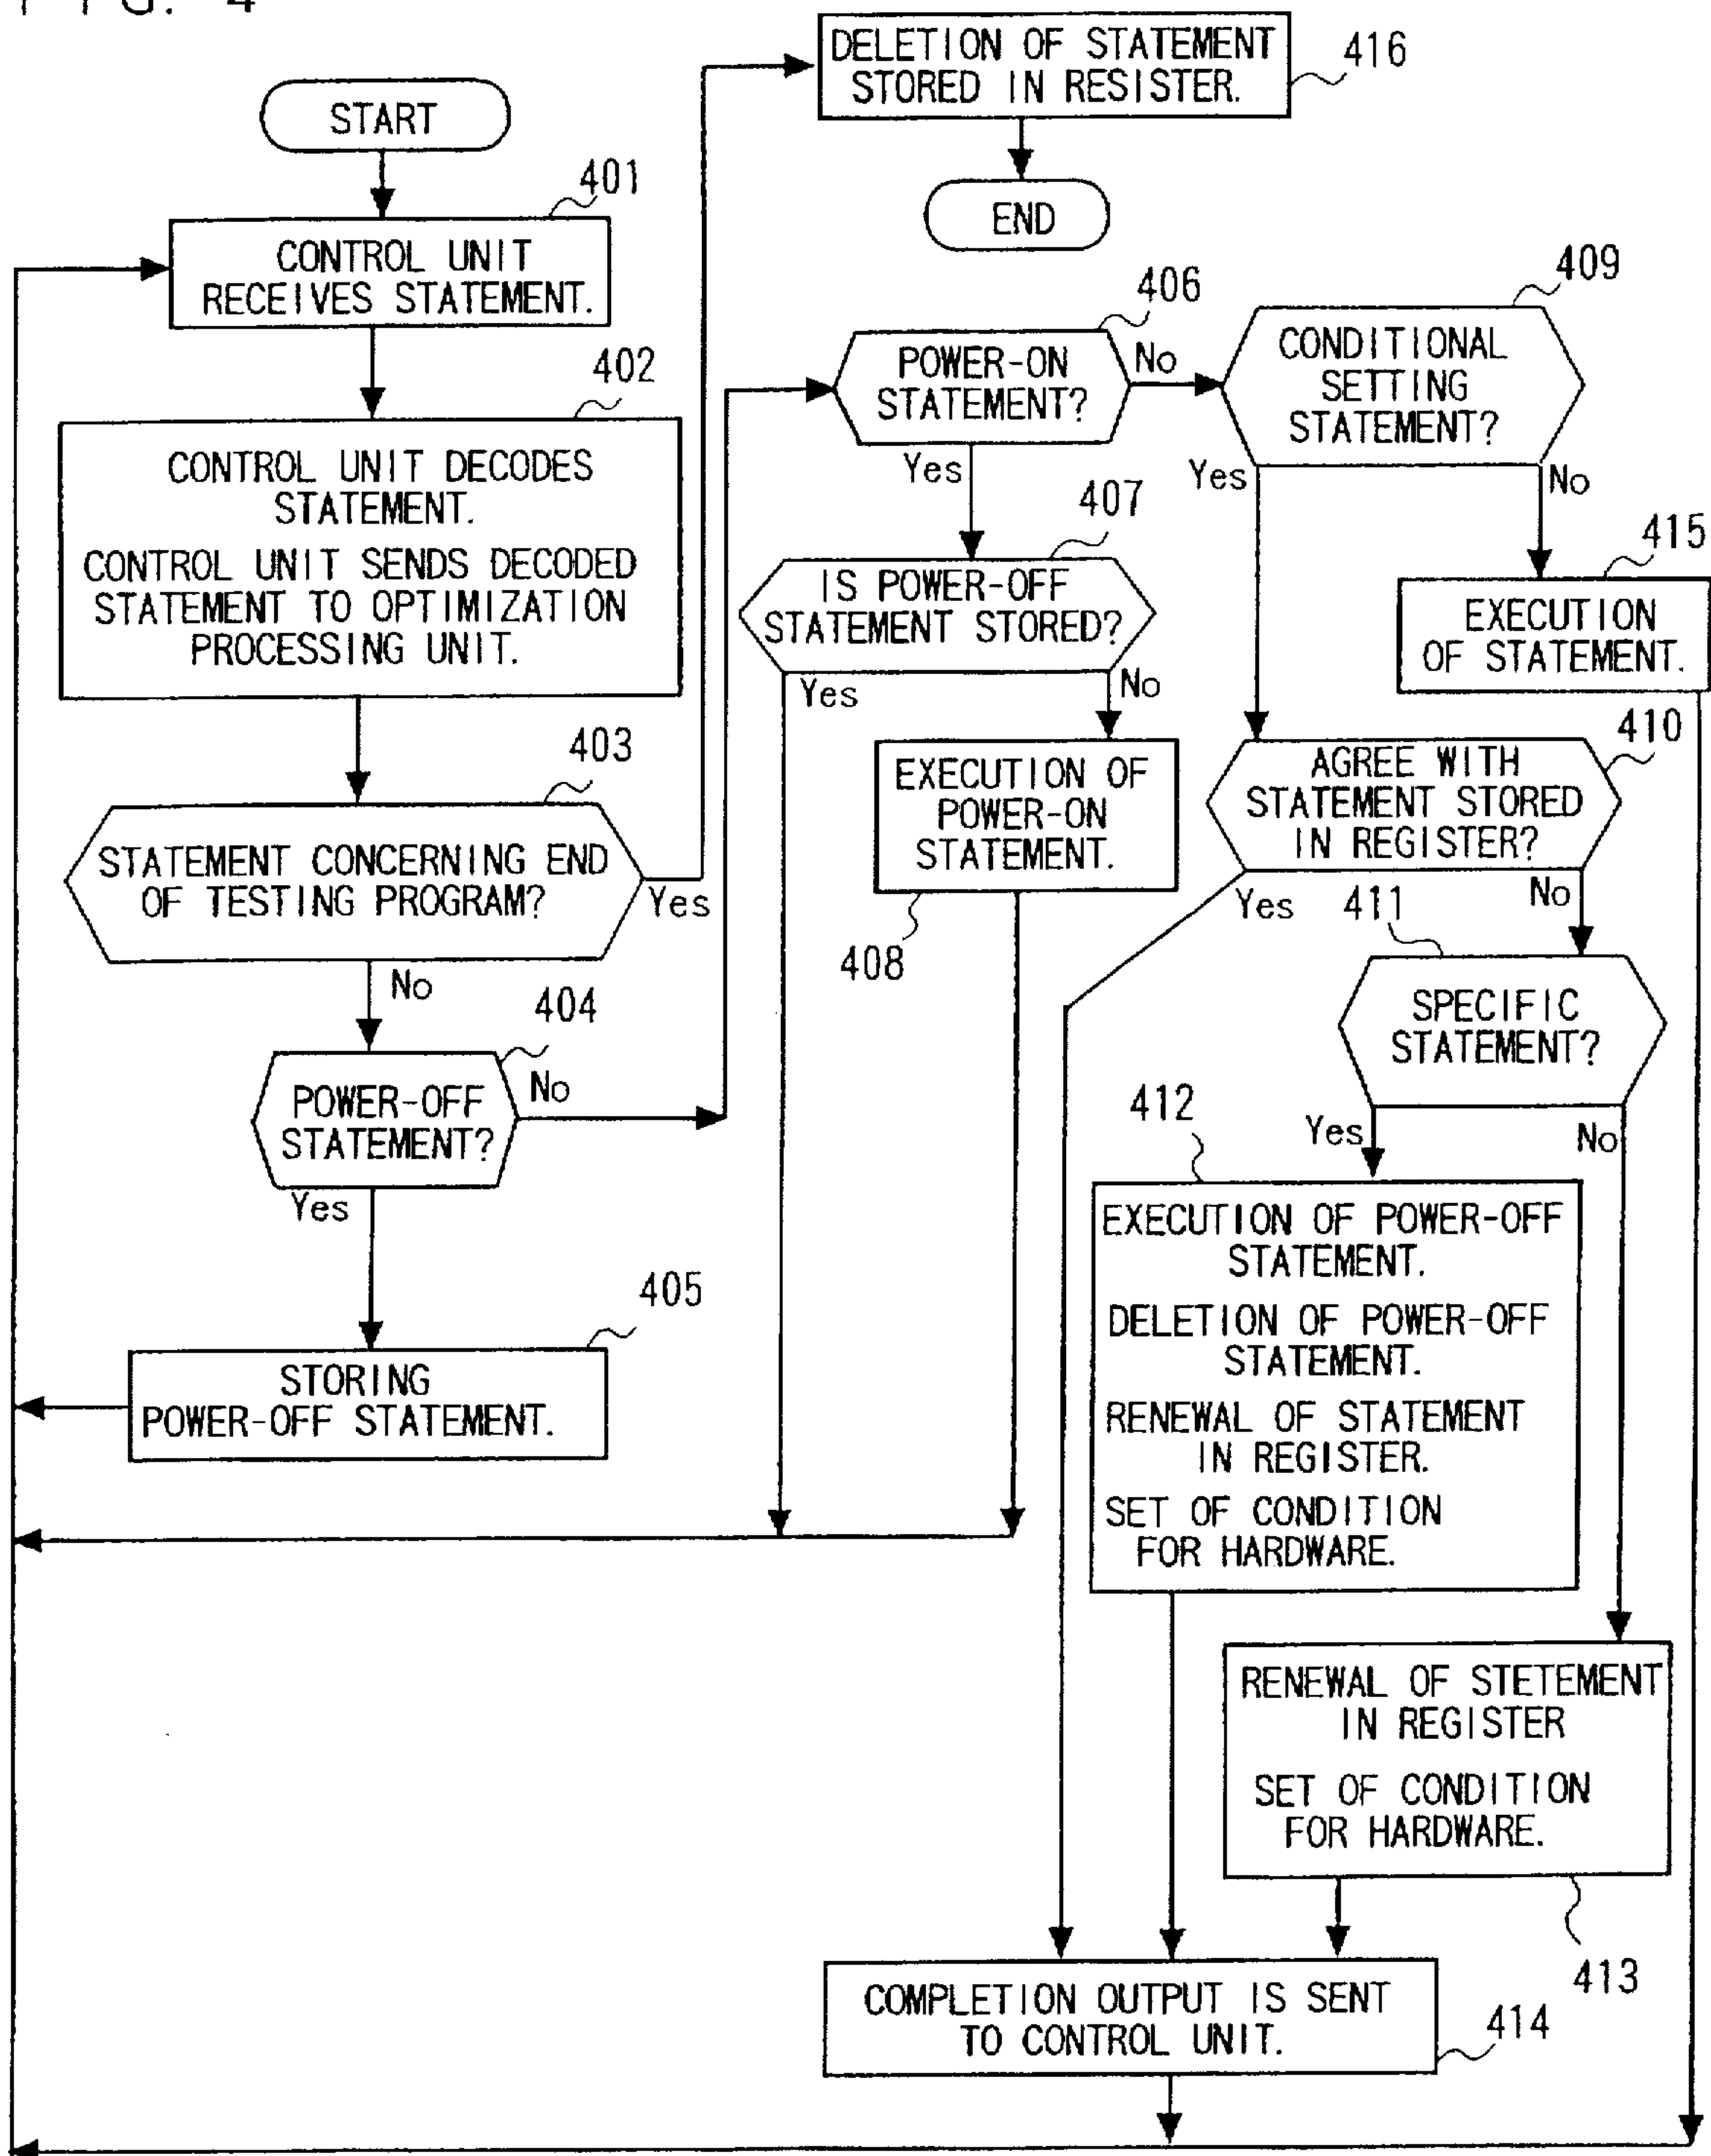 FIG. 4
START
401
CONTROL UNIT
RECEIVES STATEMENT.
402
CONTROL UNIT DECODES
STATEMENT.
CONTROL UNIT SENDS DECODED
STATEMENT TO OPTIMIZATION
PROCESSING UNIT.
403
STATEMENT CONCERNING END
OF TESTING PROGRAM?
Yes
No
404
POWER-OFF
STATEMENT?
No
Yes
405
STORING
POWER-OFF STATEMENT.
DELETION OF STATEMENT
STORED IN RESISTER.
416
END
406
POWER-ON
STATEMENT?
No
Yes
407
IS POWER-OFF
STATEMENT STORED?
Yes
No
EXECUTION OF
POWER-ON
STATEMENT.
408
409
CONDITIONAL
SETTING
STATEMENT?
Yes
No
415
EXECUTION
OF STATEMENT.
410
AGREE WITH
STATEMENT STORED
IN REGISTER?
Yes
No
411
SPECIFIC
STATEMENT?
Yes
No
412
EXECUTION OF POWER-OFF
STATEMENT.
DELETION OF POWER-OFF
STATEMENT.
RENEWAL OF STATEMENT
IN REGISTER.
SET OF CONDITION
FOR HARDWARE.
RENEWAL OF STETEMENT
IN REGISTER
SET OF CONDITION
FOR HARDWARE.
413
COMPLETION OUTPUT IS SENT
TO CONTROL UNIT.
414